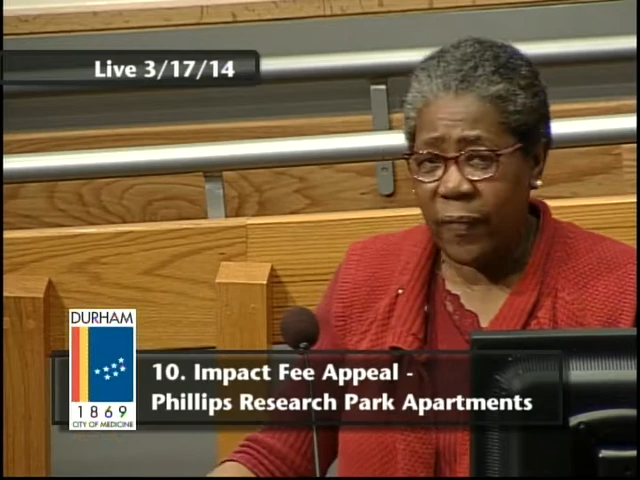 Live 3/17/14
DURHAM
1869
CITY OF MEDICINE
10. Impact Fee Appeal -
Phillips Research Park Apartments